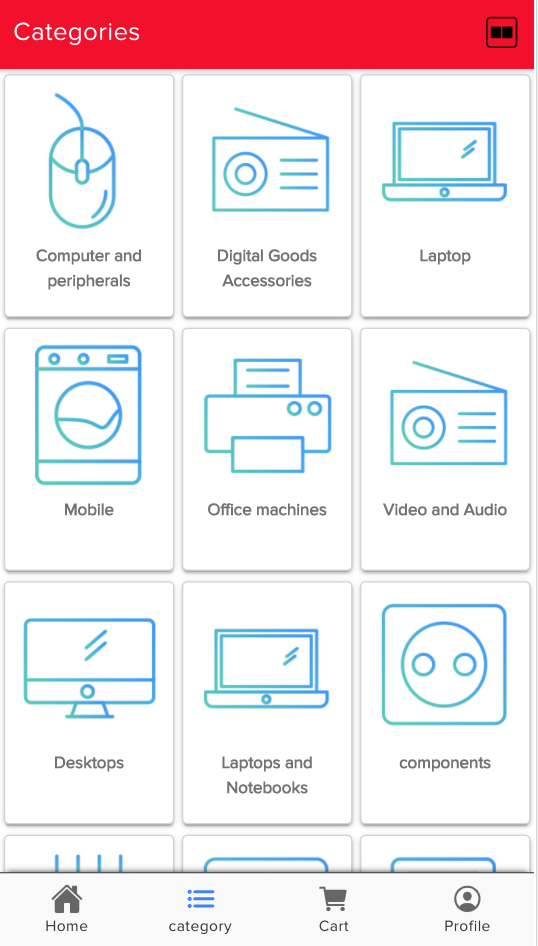 Categories
Computer and
peripherals
Digital Goods
Accessories
Laptop
Mobile
Office machines
Video and Audio
Desktops
Laptops and
Notebooks
components
Home
category
Cart
Profile